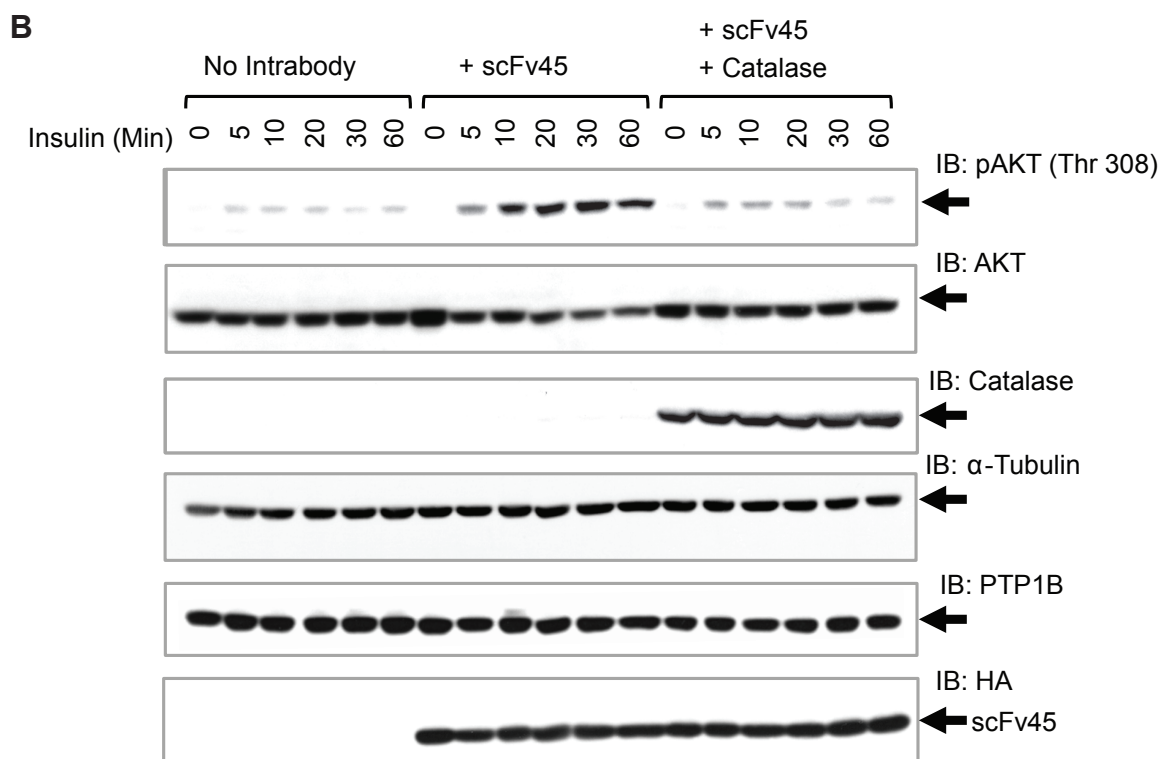 B
+ scFv45
No Intrabody + scFv45 + Catalase
Insulin (Min) 0 5 10 20 30 60 0 5 10 20 30 60 0 5 10 20 30 60
IB: pAKT (Thr 308)
IB: AKT
IB: Catalase
IB: α-Tubulin
IB: PTP1B
IB: HA
scFv45